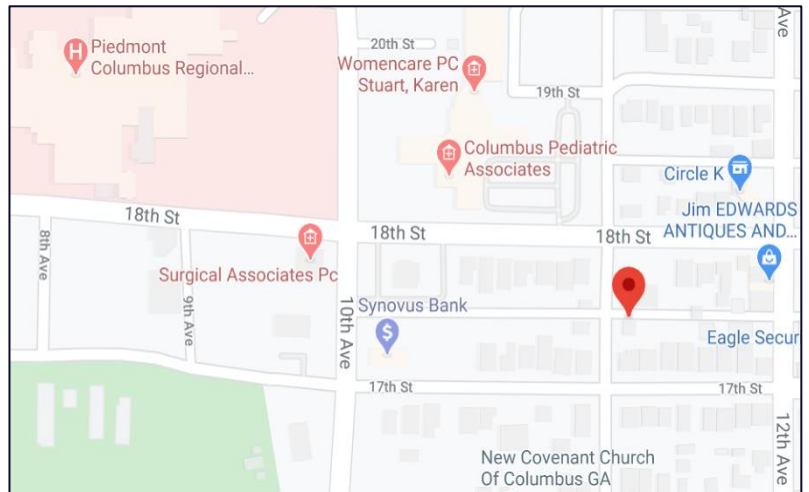 Ave
Piedmont
Columbus Regional...
20th St
Womencare PC
Stuart, Karen
19th St
Columbus Pediatric
Associates
Circle K
18th St
18th St
18th St
Jim EDWARDS
ANTIQUES AND...
8th Ave
Surgical Associates Pc
9th Ave
10th Ave
Synovus Bank
Eagle Secur
17th St
17th St
12th Ave
New Covenant Church
Of Columbus GA